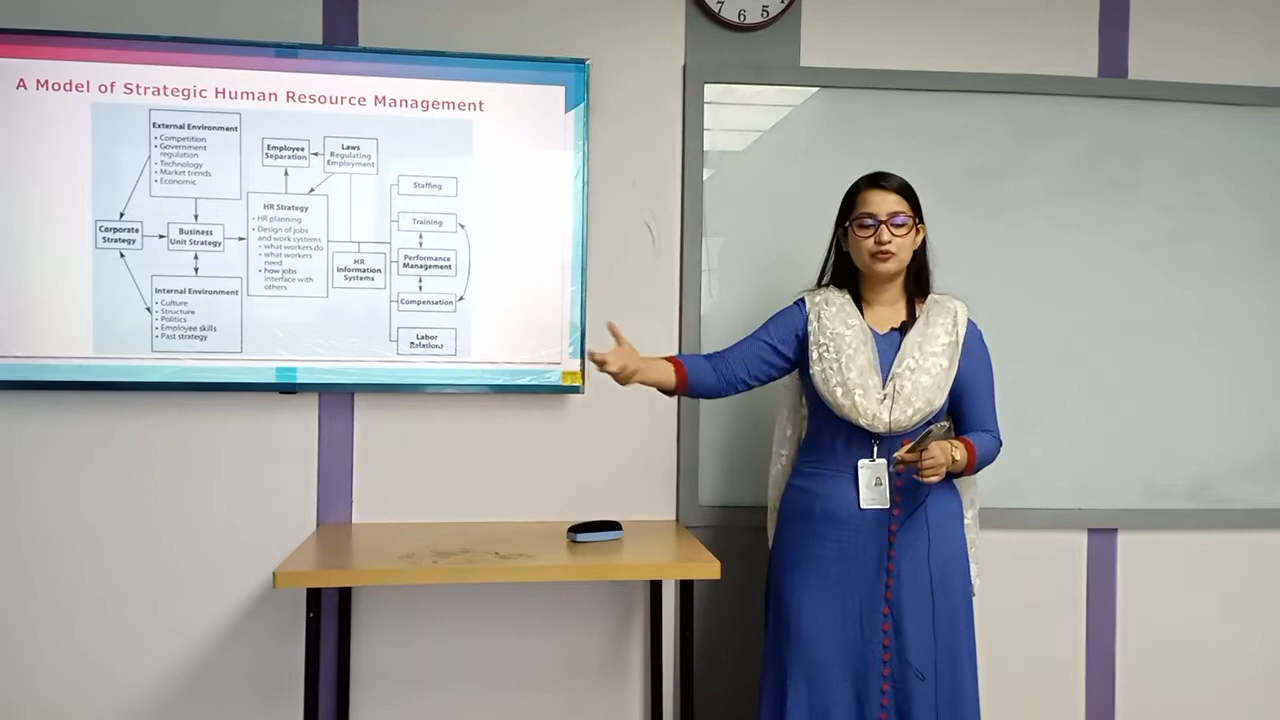 A Model of Strategic Human Resource Management
External Environment
• Competition
• Government
regulation
• Technology
• Market trends
• Economic
Employee
Separation
Laws
Regulating
Employment
Corporate
Strategy
Business
Unit Strategy
HR Strategy
• HR planning
• Design of jobs
and work systems
• what workers do
• what workers
need
• how jobs
interface with
others
HR
Information
Systems
Staffing
Training
Performance
Management
Compensation
Labor
Relations
Internal Environment
• Culture
• Structure
• Politics
• Employee skills
• Past strategy
7 6 5